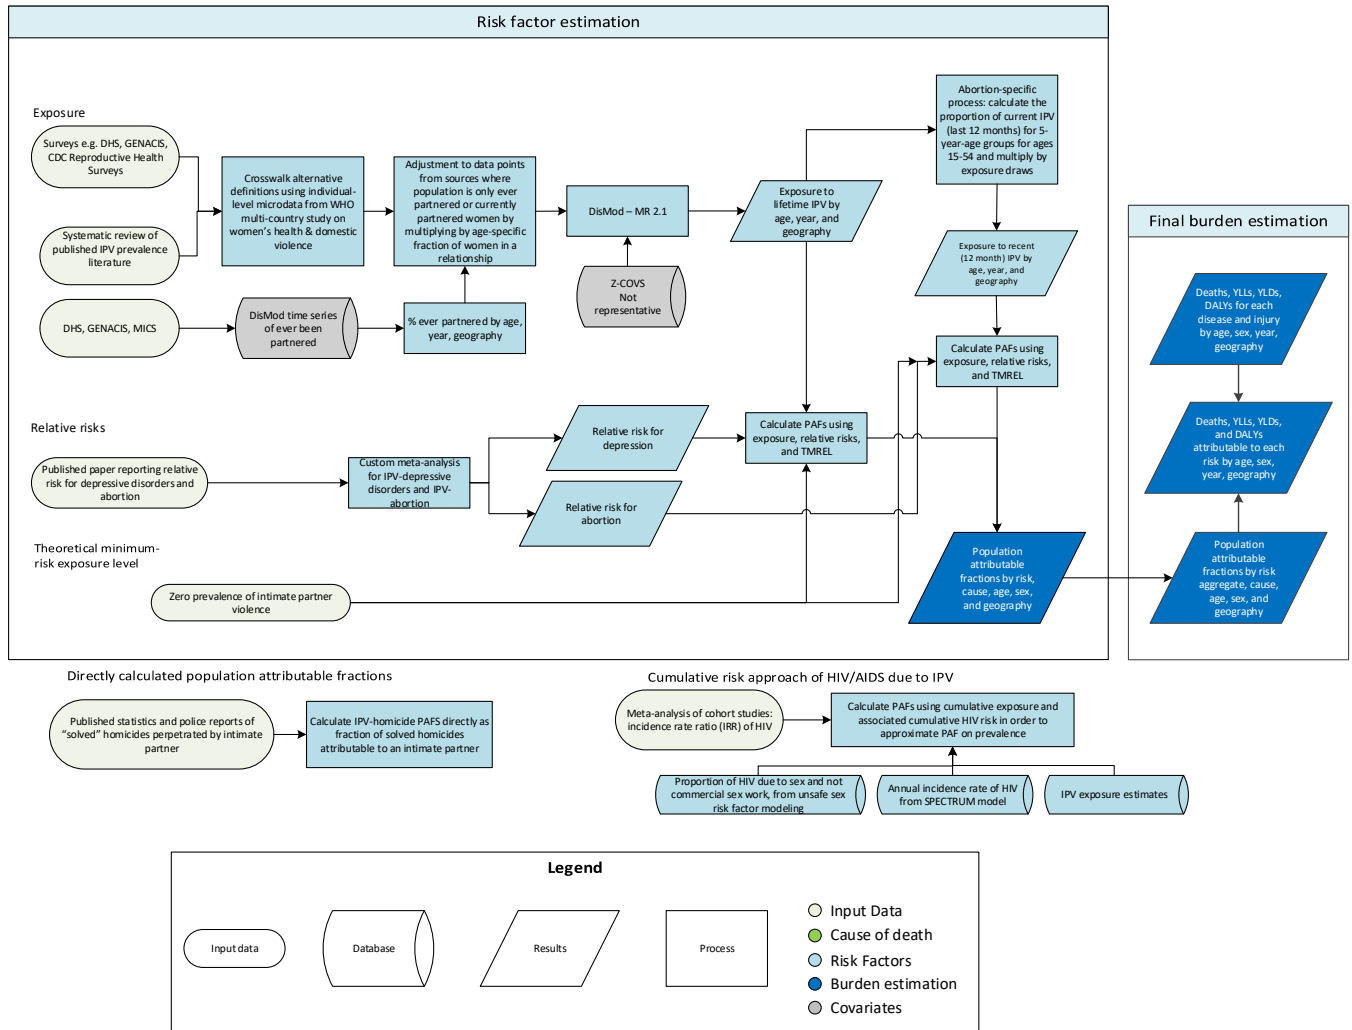 Risk factor estimation
Exposure
Surveys e.g. DHS, GENACIS,
CDC Reproductive Health
Surveys
Systematic review of
published IPV prevalence
literature
DHS, GENACIS, MICS
Crosswalk alternative
definitions using individual-
level microdata from WHO
multi-country study on
women's health & domestic
violence
DisMod time series
of ever been
partnered
Adjustment to data points
from sources where
population is only ever
partnered or currently
partnered women by
multiplying by age-specific
fraction of women in a
relationship
% ever partnered by age,
year, geography
DisMod – MR 2.1
Z-COVS
Not
representative
Exposure to
lifetime IPV by
age, year, and
geography
Abortion-specific
process: calculate the
proportion of current IPV
(last 12 months) for 5-
year-age groups for ages
15-54 and multiply by
exposure draws
Exposure to recent
(12 month) IPV by
age, year, and
geography
Calculate PAFs using
exposure, relative risks,
and TMREL
Relative risks
Published paper reporting relative
risk for depressive disorders and
abortion
Custom meta-analysis
for IPV-depressive
disorders and IPV-
abortion
Relative risk for
depression
Relative risk for
abortion
Calculate PAFs using
exposure, relative risks,
and TMREL
Theoretical minimum-
risk exposure level
Zero prevalence of intimate partner
violence
Population
attributable
fractions by risk,
cause, age, sex,
and geography
Final burden estimation
Deaths, YLLs, YLDs,
DALYs for each
disease and injury
by age, sex, year,
geography
Deaths, YLLs, YLDs,
and DALYs
attributable to each
risk by age, sex,
year, geography
Population
attributable
fractions by risk
aggregate, cause,
age, sex, and
geography
Directly calculated population attributable fractions
Published statistics and police reports of
"solved" homicides perpetrated by intimate
partner
Calculate IPV-homicide PAFS directly as
fraction of solved homicides
attributable to an intimate partner
Cumulative risk approach of HIV/AIDS due to IPV
Meta-analysis of cohort studies:
incidence rate ratio (IRR) of HIV
Calculate PAFs using cumulative exposure and
associated cumulative HIV risk in order to
approximate PAF on prevalence
Proportion of HIV due to sex and not
commercial sex work, from unsafe sex
risk factor modeling
Annual incidence rate of HIV
from SPECTRUM model
IPV exposure estimates
Legend
Input data
Database
Results
Process
Input Data
Cause of death
Risk Factors
Burden estimation
Covariates